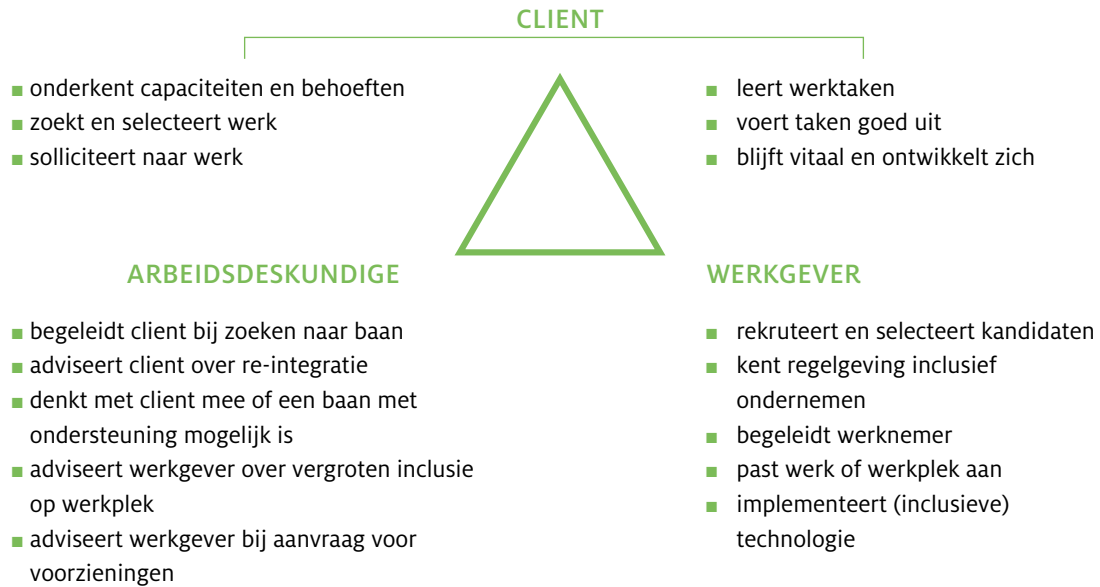 CLIENT
onderkent capaciteiten en behoeften
zoekt en selecteert werk
solliciteert naar werk
leert werktaken
voert taken goed uit
blijft vitaal en ontwikkelt zich
ARBEIDSDESKUNDIGE
begeleidt client bij zoeken naar baan
adviseert client over re-integratie
denkt met client mee of een baan met
ondersteuning mogelijk is
adviseert werkgever over vergroten inclusie
op werkplek
adviseert werkgever bij aanvraag voor
voorzieningen
WERKGEVER
rekruteert en selecteert kandidaten
kent regelgeving inclusief
ondernemen
begeleidt werknemer
past werk of werkplek aan
implementeert (inclusieve)
technologie